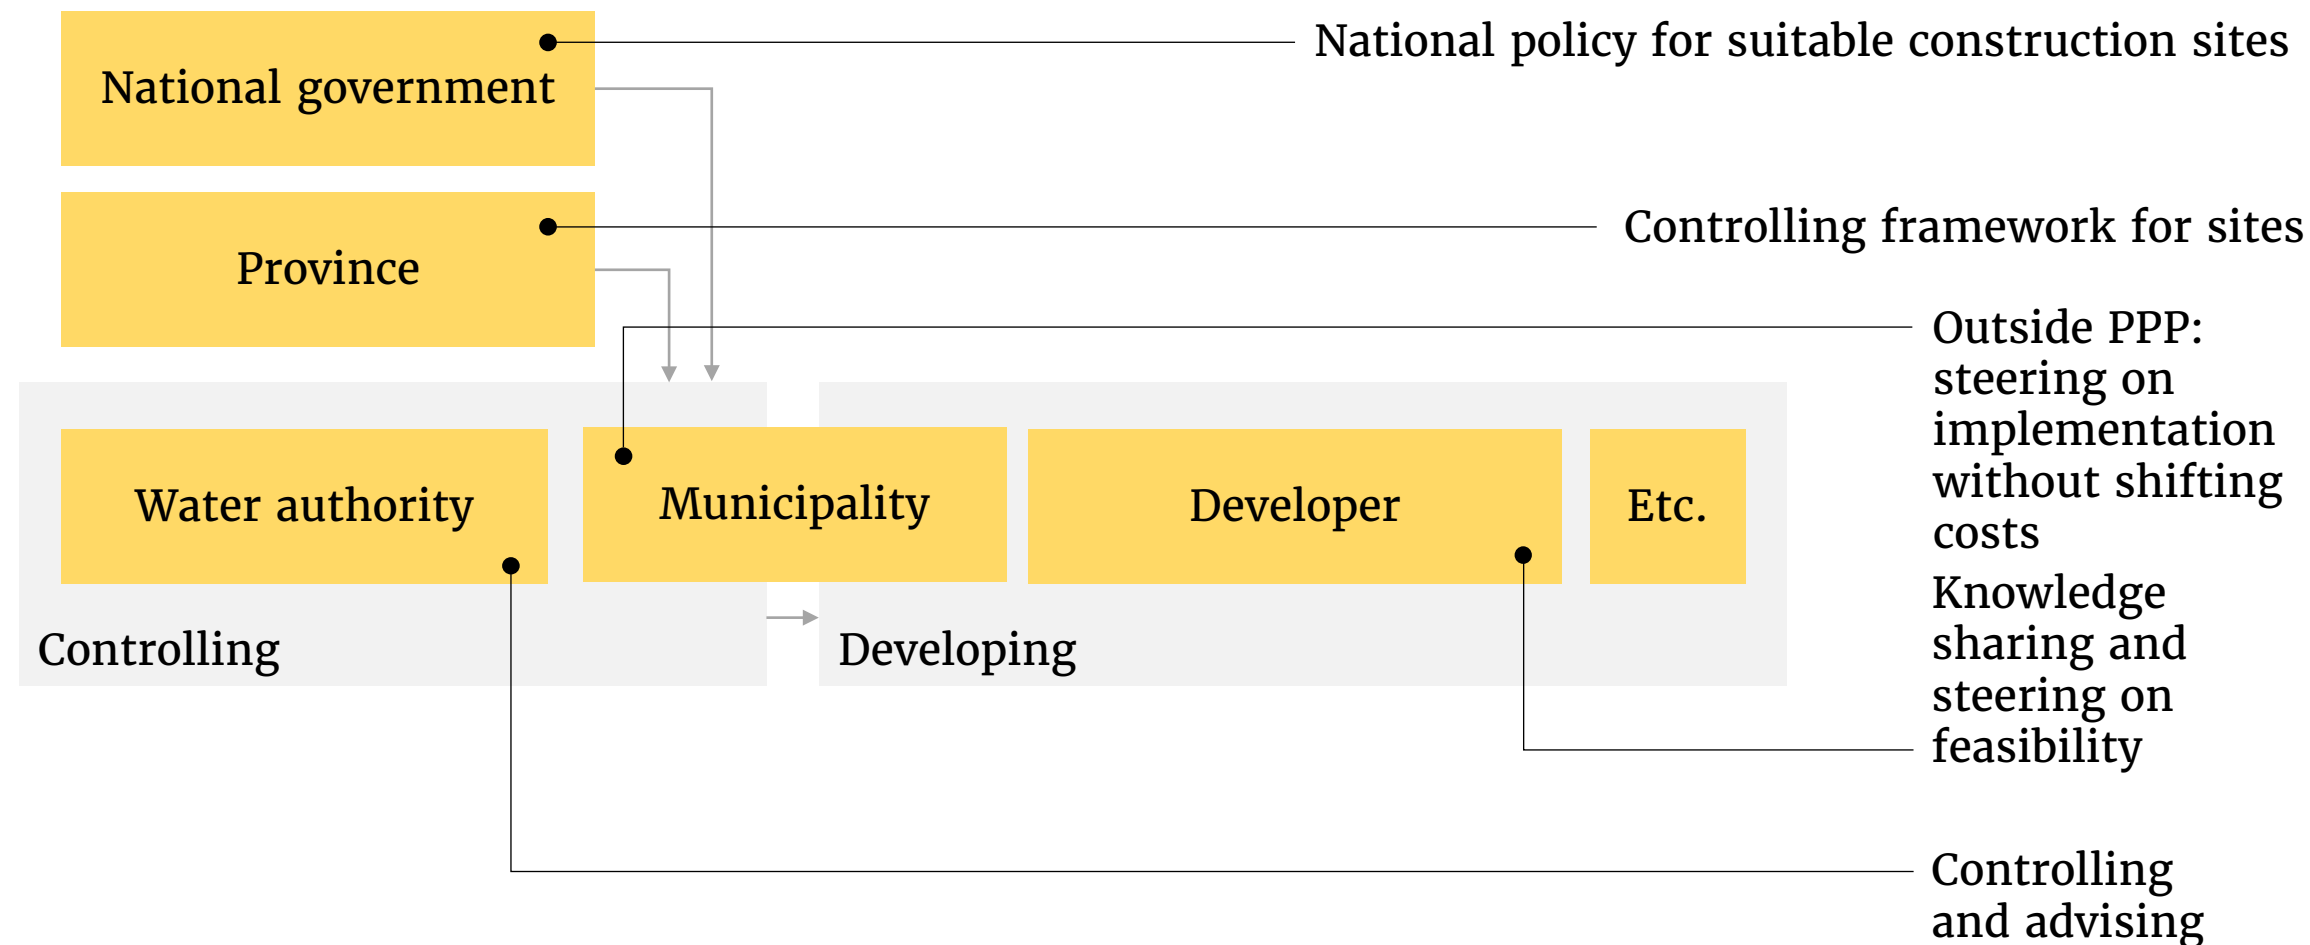 National government
National policy for suitable construction sites
Province
Controlling framework for sites
Outside PPP:
steering on
implementation
without shifting
costs
Water authority
Municipality
Developer
Etc.
Knowledge
sharing and
steering on
feasibility
Controlling
Developing
Controlling
and advising